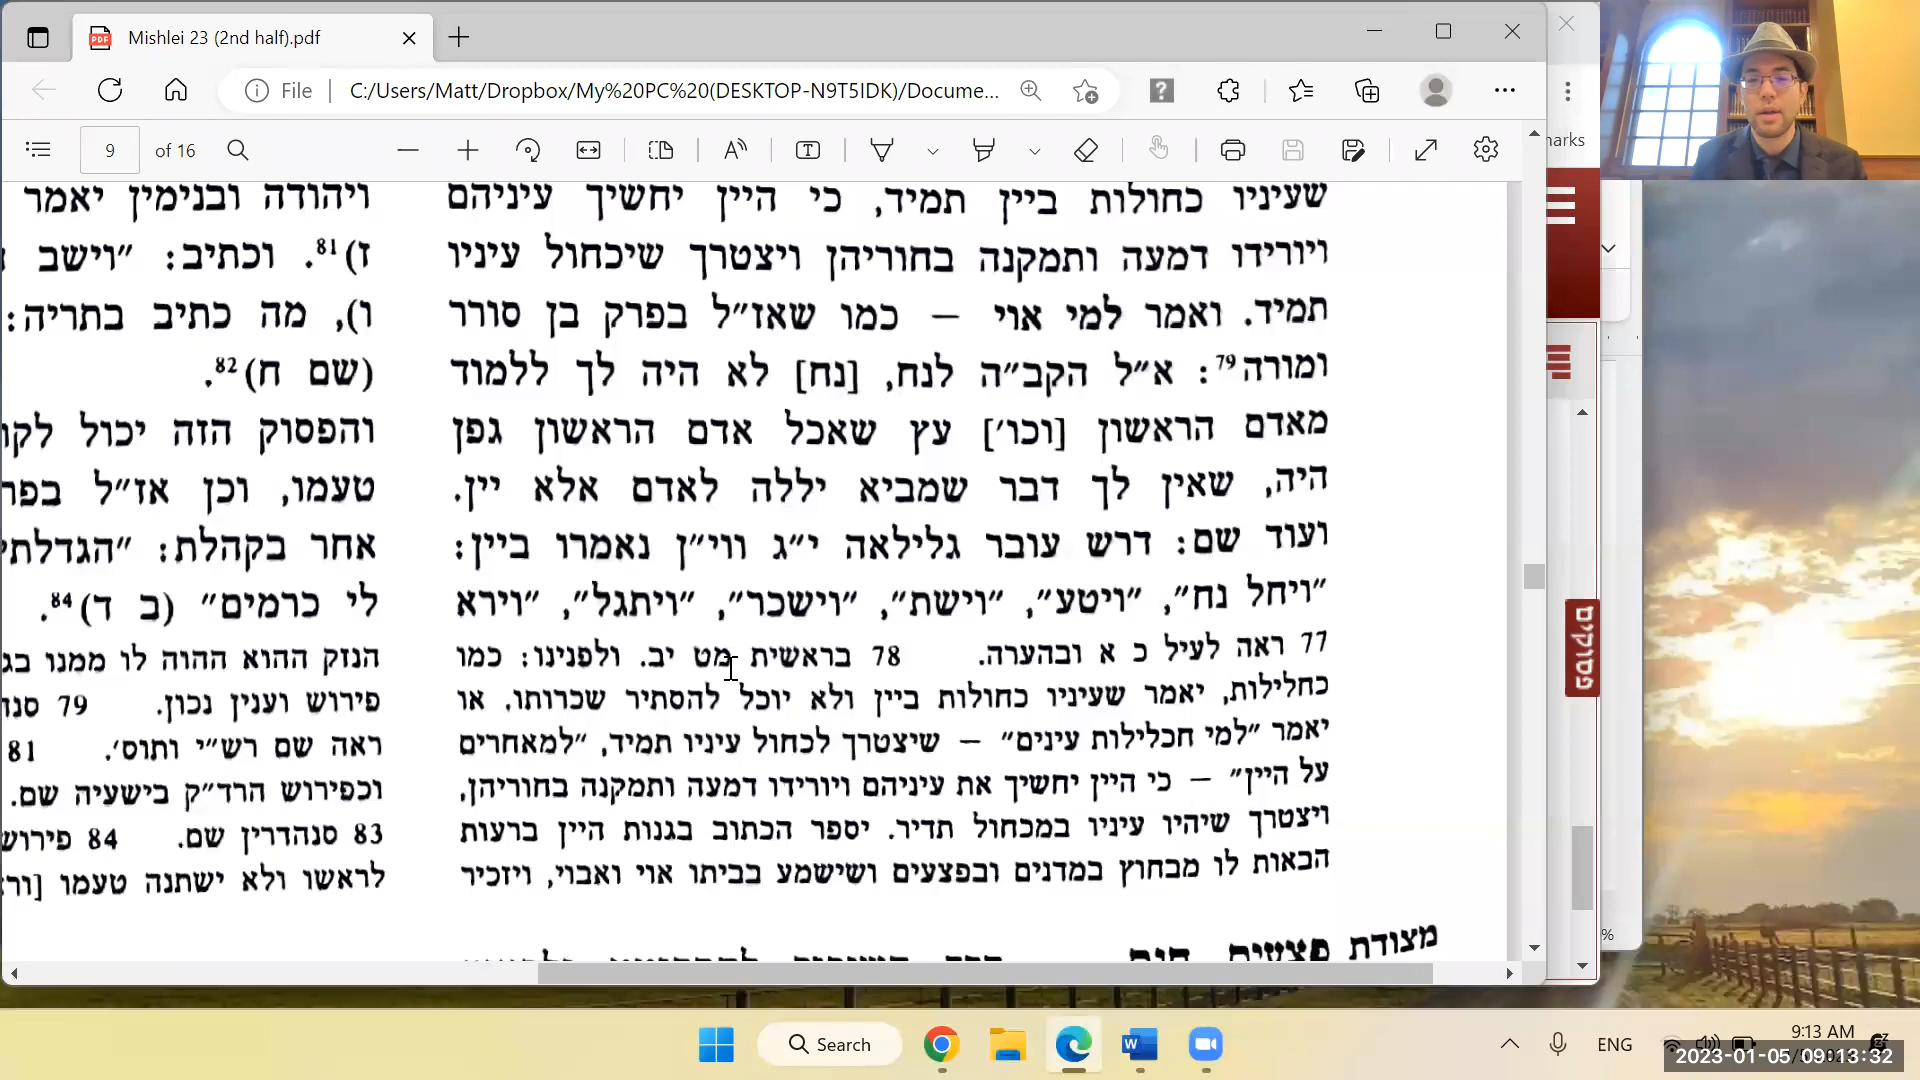 Mishlei 23 (2nd half).pdf
File
C:/Users/Matt/Dropbox/My%20PC%20(DESKTOP-N9T5IDK)/Docume...
9 of 16
arks
שעיניו כחולות ביין תמיד, כי היין יחשיך עיניהם
ויורידו דמעה ותמקנה בחוריהן ויצטרך שיכחול עיניו
תמיד. ואמר למי אוי — כמו שאז״ל בפרק בן סורר
ומורה79: א״ל הקב״ה לנח, [נח] לא היה לך ללמוד
מאדם הראשון [וכו׳] עץ שאכל אדם הראשון גפן
היה, שאין לך דבר שמביא יללה לאדם אלא יין.
ועוד שם: דרש עובר גלילאה י״ג ווי״ן נאמרו ביין:
״ויחל נח״, ״ויטע״, ״וישת״, ״וישכר״, ״ויתגל״, ״וירא
77 ראה לעיל כ א ובהערה. 78 בראשית מט יב. ולפנינו: כמו
כחלילות, יאמר שעיניו כחולות ביין ולא יוכל להסתיר שכרותו. או
יאמר ״למי חכלילות עינים״ — שיצטרך לכחול עיניו תמיד, ״למאחרים
על היין״ — כי היין יחשיך את עיניהם ויורידו דמעה ותמקנה בחוריהן,
ויצטרך שיהיו עיניו במכחול תדיר. יספר הכתוב בגנות היין ברעות
הבאות לו מבחוץ במדנים ובפצעים ושישמע בביתו אוי ואבוי, ויזכיר
ויהודה ובנימין יאמר
ז)81. וכתיב: ״וישב
ו), מה כתיב בתריה:
(שם ח)82.
והפסוק הזה יכול לקו
טעמו, וכן אז״ל בפר
אחר בקהלת: ״הגדלתי
לי כרמים״ (ב ד)84.
הנזק ההוא ההוה לו ממנו בג
פירוש וענין נכון. 79 סנה
ראה שם רש״י ותוס׳. 81
וכפירוש הרד״ק בישעיה שם.
83 סנהדרין שם. 84 פירוש
לראשו ולא ישתנה טעמו [ור
מצודת פצעים חנם
פסוקים
%
Search
ENG
9:13 AM
2023-01-05 09:13:32